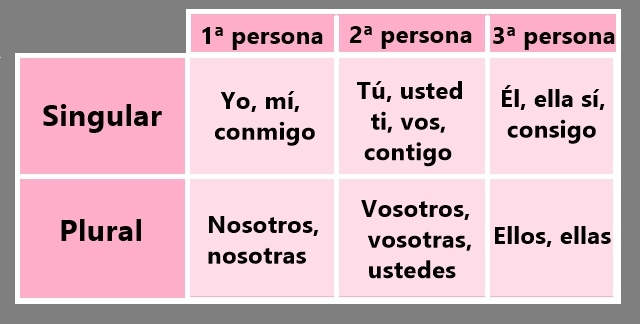 1ª persona
2ª persona
3ª persona
Singular
Yo, mí,
conmigo
Tú, usted
ti, vos,
contigo
Él, ella sí,
consigo
Plural
Nosotros,
nosotras
Vosotros,
vosotras,
ustedes
Ellos, ellas